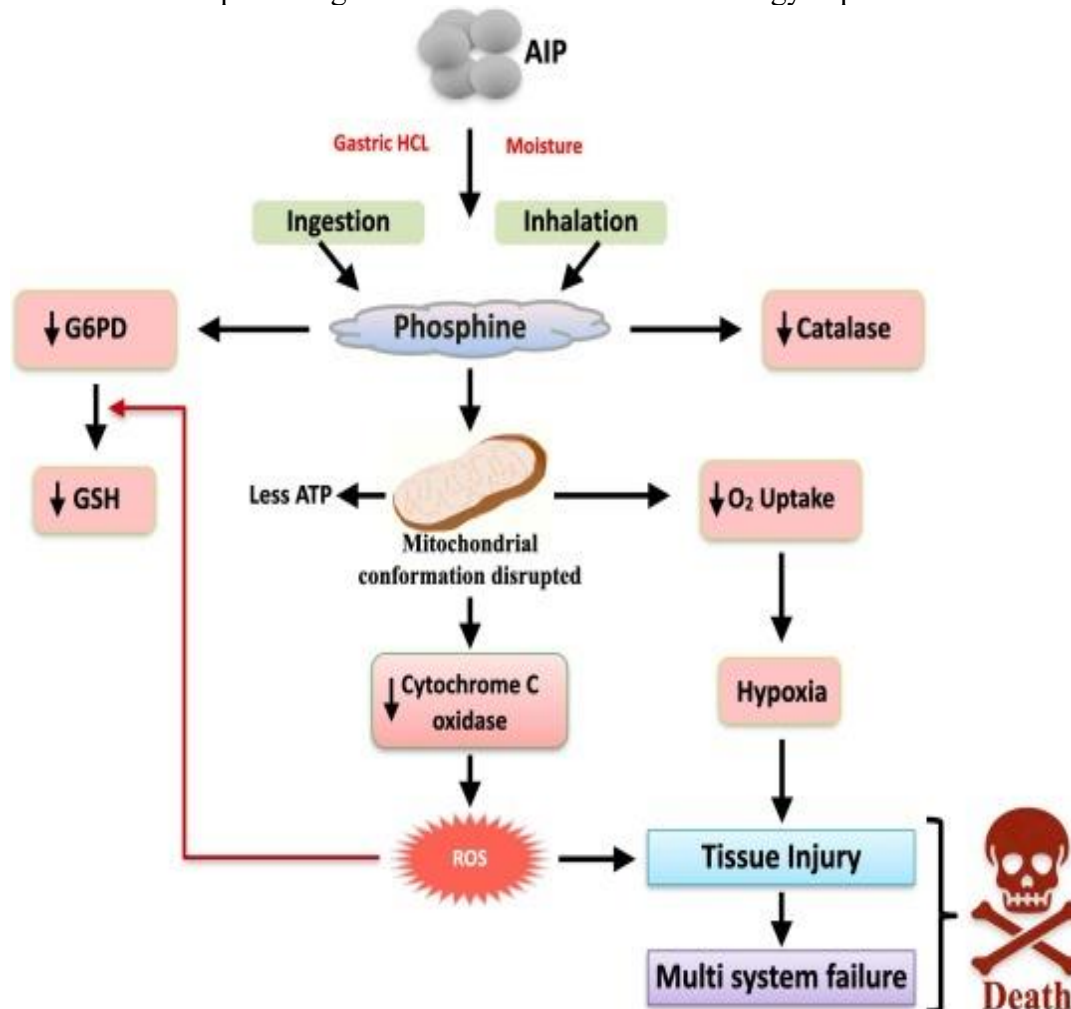 AIP
Gastric HCL
Moisture
Ingestion
Inhalation
↓ G6PD
Phosphine
↓ Catalase
↓ GSH
Less ATP
↓ O₂ Uptake
Mitochondrial
conformation disrupted
↓ Cytochrome C
oxidase
Hypoxia
ROS
Tissue Injury
Multi system failure
Death